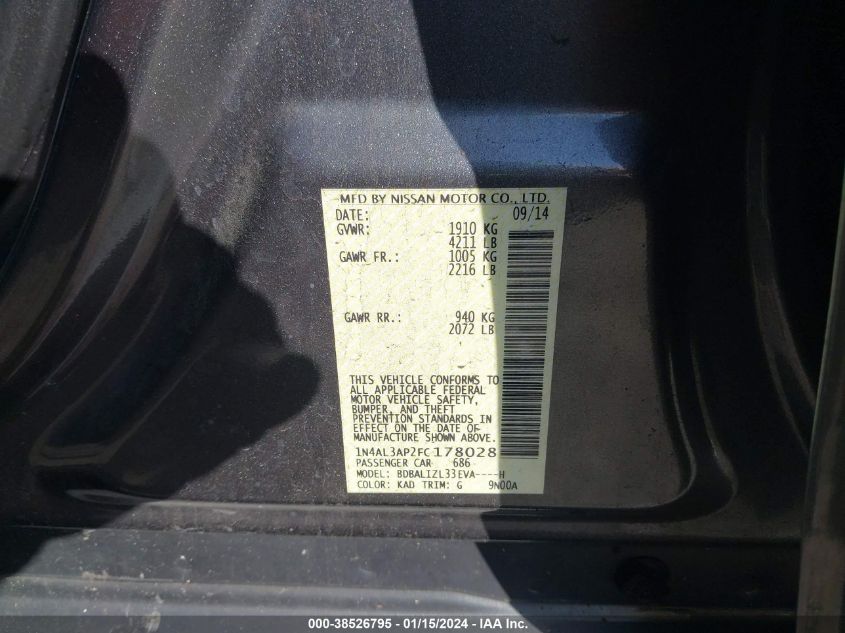 MFD BY NISSAN MOTOR CO., LTD.
DATE: 09/14
GVWR: 1910 KG
4211 LB
GAWR FR.: 1005 KG
2216 LB
GAWR RR.: 940 KG
2072 LB
THIS VEHICLE CONFORMS TO
ALL APPLICABLE FEDERAL
MOTOR VEHICLE SAFETY,
BUMPER, AND THEFT
PREVENTION STANDARDS IN
EFFECT ON THE DATE OF
MANUFACTURE SHOWN ABOVE.
1N4AL3AP2FC178028
PASSENGER CAR 686
MODEL: BDBALIZL33EVA----H
COLOR: KAD TRIM: G 9N00A
000-38526795 - 01/15/2024 - IAA Inc.